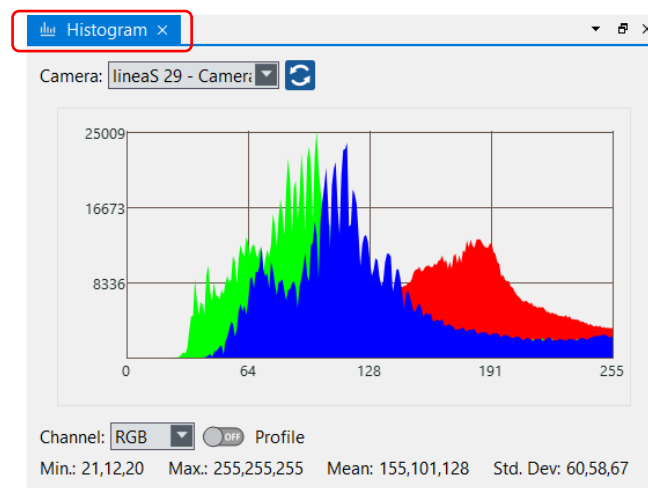 Histogram ×
Camera: lineaS 29 - Camer
25009
16673
8336
0 64 128 191 255
Channel: RGB OFF Profile
Min.: 21,12,20 Max.: 255,255,255 Mean: 155,101,128 Std. Dev: 60,58,67